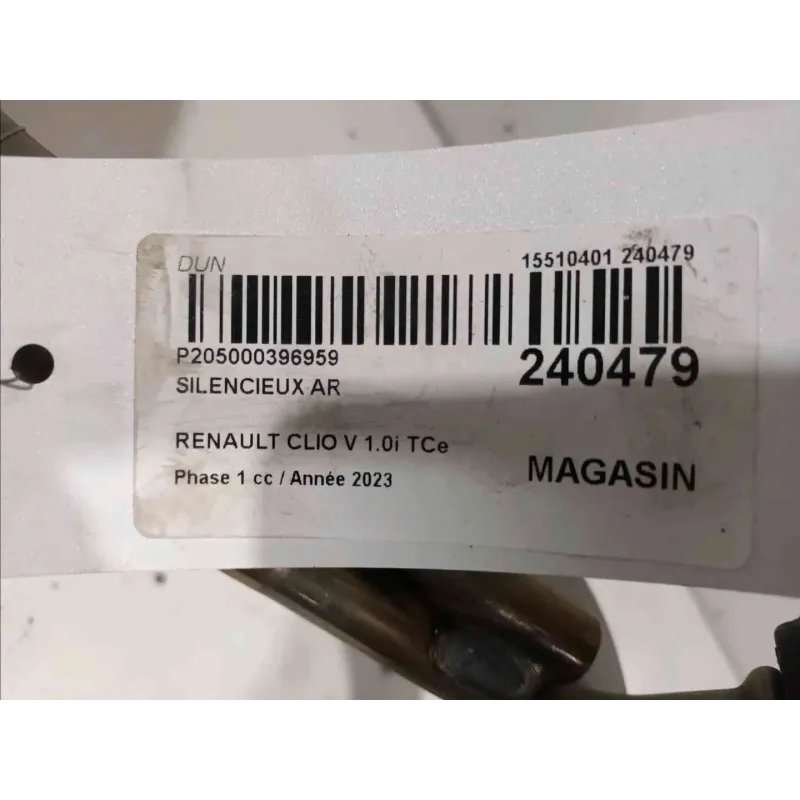 DUN
15510401 240479
P205000396959
240479
SILENCIEUX AR
RENAULT CLIO V 1.0i TCe
Phase 1 cc / Année 2023
MAGASIN